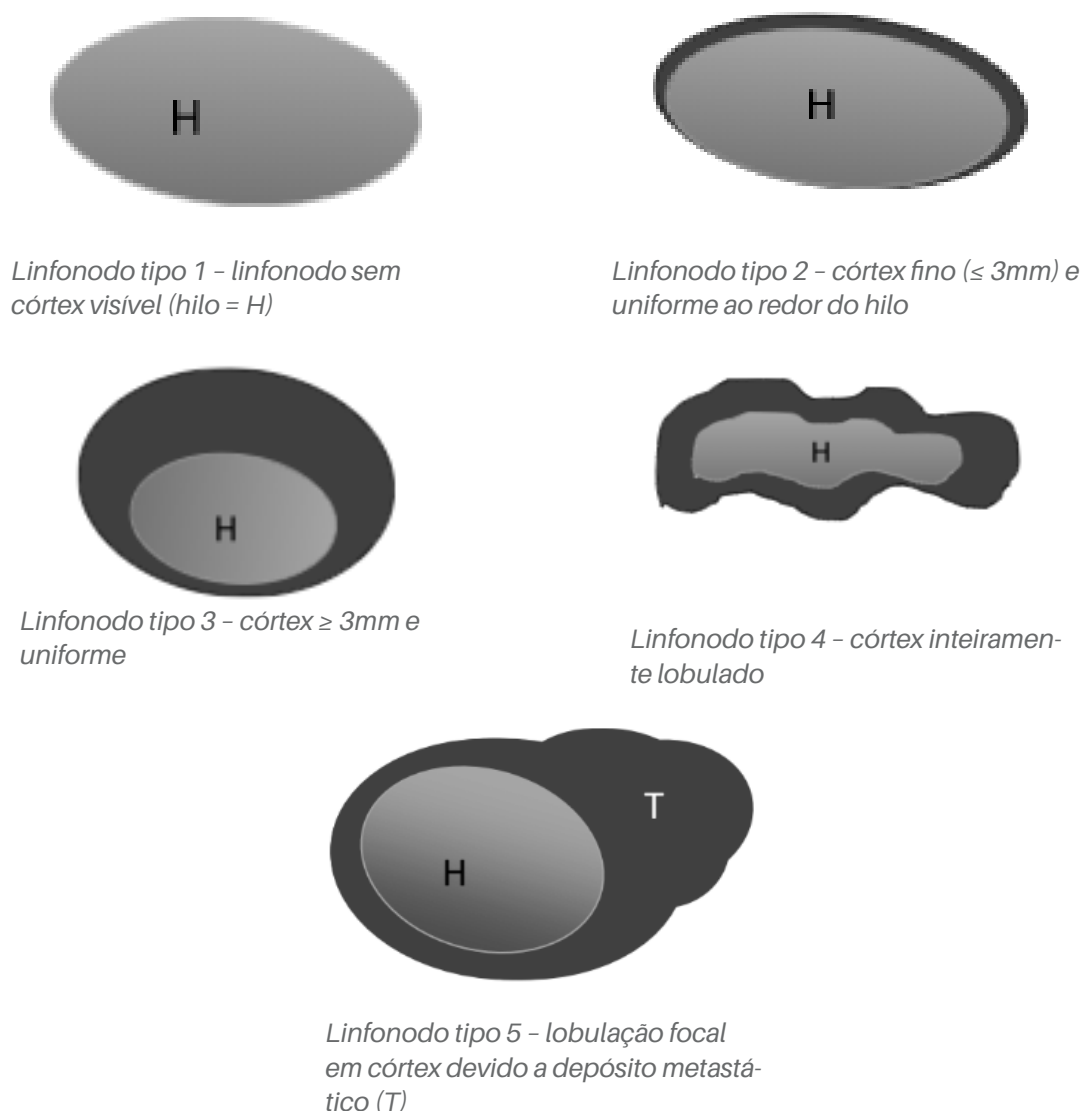 H
H
Linfonodo tipo 1 – linfonodo sem
córtex visível (hilo = H)
Linfonodo tipo 2 – córtex fino (≤ 3mm) e
uniforme ao redor do hilo
H
H
Linfonodo tipo 3 – córtex ≥ 3mm e
uniforme
Linfonodo tipo 4 – córtex inteiramen-
te lobulado
T
H
Linfonodo tipo 5 – lobulação focal
em córtex devido a depósito metastá-
tico (T)